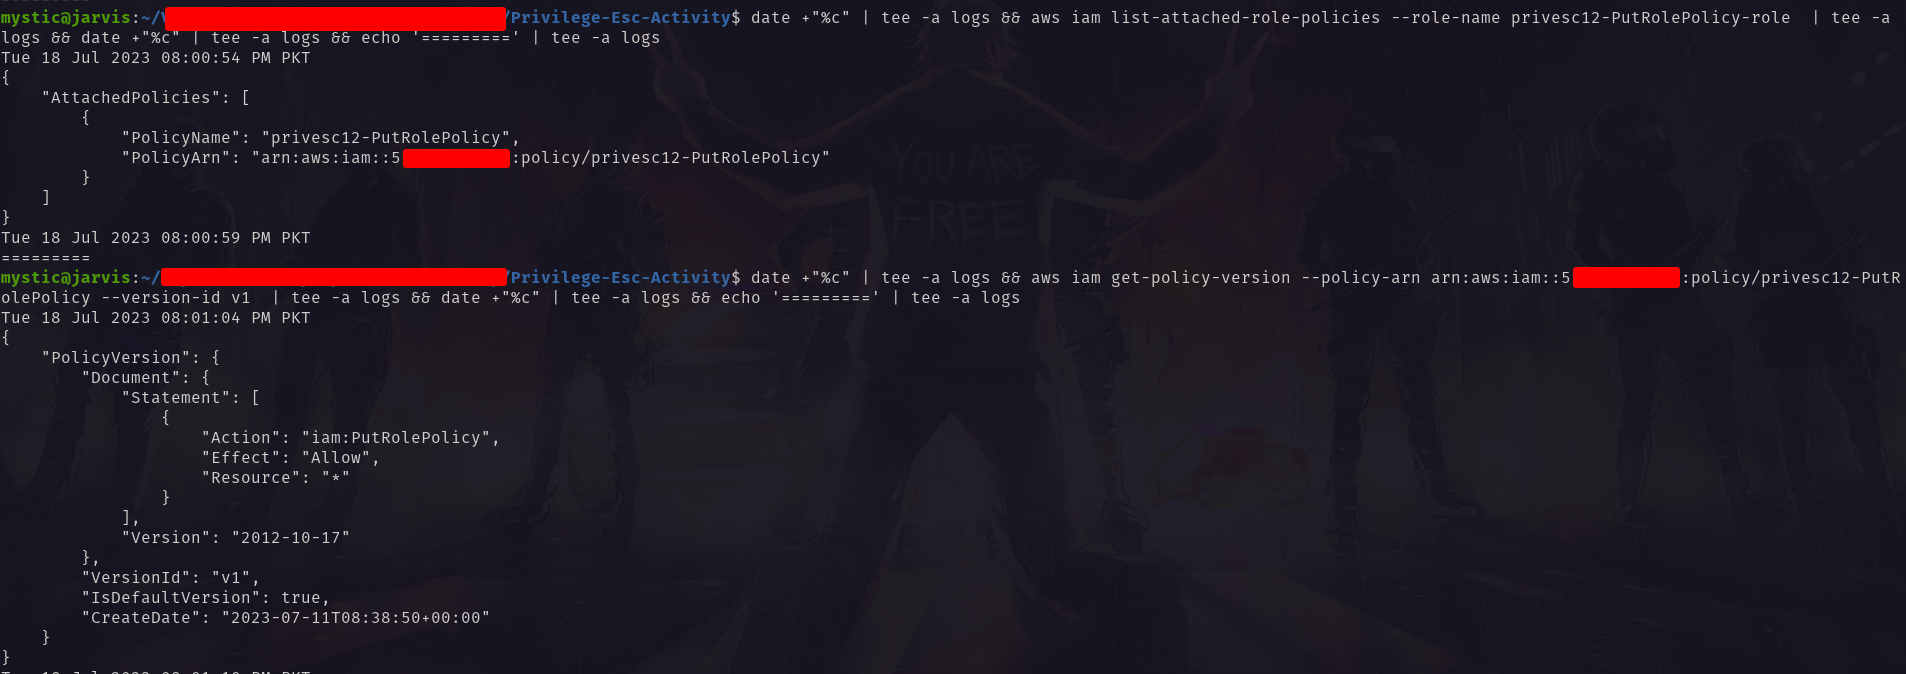 =========
mystic@jarvis:~/ /Privilege-Esc-Activity$ date +"%c" | tee -a logs && aws iam list-attached-role-policies --role-name privesc12-PutRolePolicy-role  | tee -a
logs && date +"%c" | tee -a logs && echo '=========' | tee -a logs
Tue 18 Jul 2023 08:00:54 PM PKT
{
    "AttachedPolicies": [
        {
            "PolicyName": "privesc12-PutRolePolicy",
            "PolicyArn": "arn:aws:iam::5 :policy/privesc12-PutRolePolicy"
        }
    ]
}
Tue 18 Jul 2023 08:00:59 PM PKT
=========
mystic@jarvis:~/ /Privilege-Esc-Activity$ date +"%c" | tee -a logs && aws iam get-policy-version --policy-arn arn:aws:iam::5 :policy/privesc12-PutR
olePolicy --version-id v1  | tee -a logs && date +"%c" | tee -a logs && echo '=========' | tee -a logs
Tue 18 Jul 2023 08:01:04 PM PKT
{
    "PolicyVersion": {
        "Document": {
            "Statement": [
                {
                    "Action": "iam:PutRolePolicy",
                    "Effect": "Allow",
                    "Resource": "*"
                }
            ],
            "Version": "2012-10-17"
        },
        "VersionId": "v1",
        "IsDefaultVersion": true,
        "CreateDate": "2023-07-11T08:38:50+00:00"
    }
}
YOU ARE
FREE